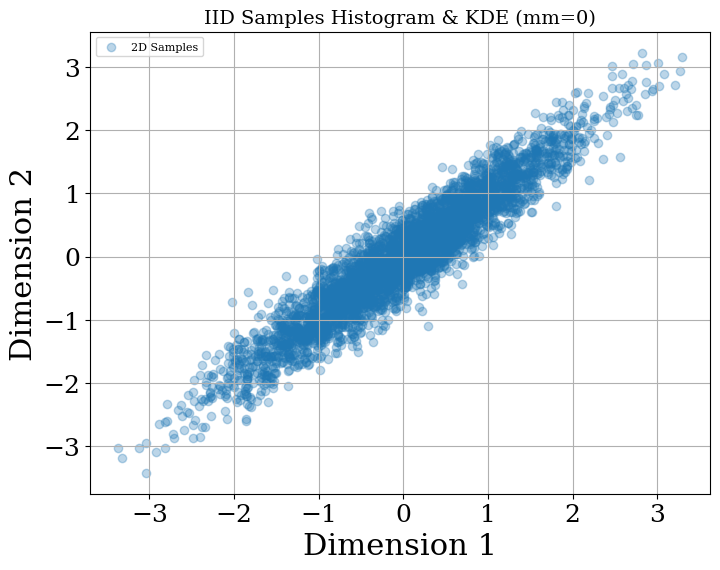 IID Samples Histogram & KDE (mm=0)
2D Samples
3
2
1
0
−1
−2
−3
Dimension 2
−3 −2 −1 0 1 2 3
Dimension 1